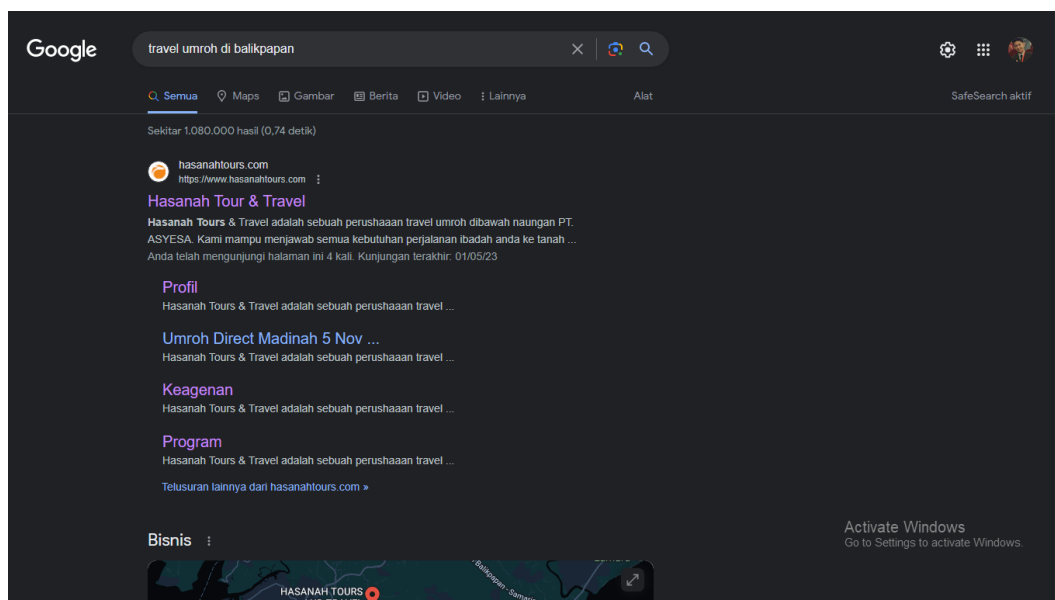 Google
travel umroh di balikpapan
Semua Maps Gambar Berita Video Lainnya Alat SafeSearch aktif
Sekitar 1.080.000 hasil (0,74 detik)
hasanahtours.com
https://www.hasanahtours.com
Hasanah Tour & Travel
Hasanah Tours & Travel adalah sebuah perushaaan travel umroh dibawah naungan PT.
ASYESA. Kami mampu menjawab semua kebutuhan perjalanan ibadah anda ke tanah ...
Anda telah mengunjungi halaman ini 4 kali. Kunjungan terakhir: 01/05/23
Profil
Hasanah Tours & Travel adalah sebuah perushaaan travel ...
Umroh Direct Madinah 5 Nov ...
Hasanah Tours & Travel adalah sebuah perushaaan travel ...
Keagenan
Hasanah Tours & Travel adalah sebuah perushaaan travel ...
Program
Hasanah Tours & Travel adalah sebuah perushaaan travel ...
Telusuran lainnya dari hasanahtours.com »
Activate Windows
Go to Settings to activate Windows.
Bisnis
Balikpapan - Samarin
HASANAH TOURS